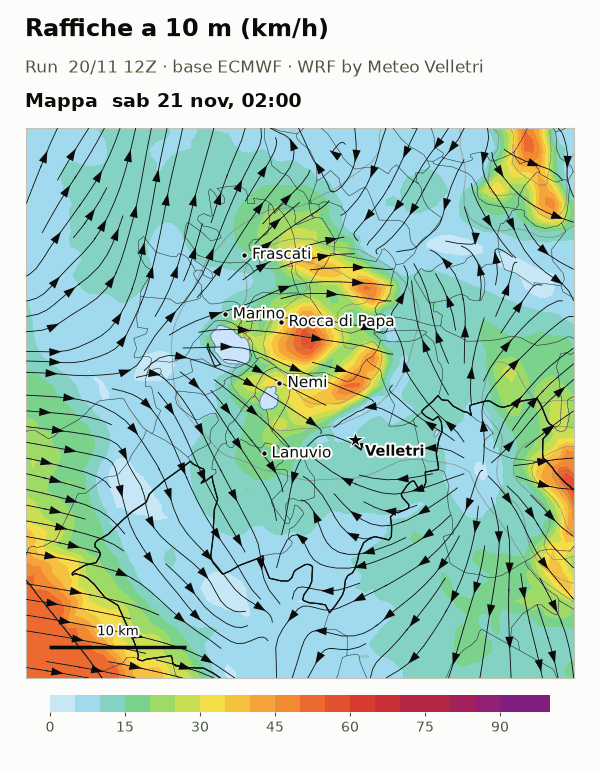 Raffiche a 10 m (km/h)
Run  20/11 12Z · base ECMWF · WRF by Meteo Velletri
Mappa  sab 21 nov, 02:00
Frascati
Marino
Rocca di Papa
Nemi
Velletri
Lanuvio
10 km
0 15 30 45 60 75 90